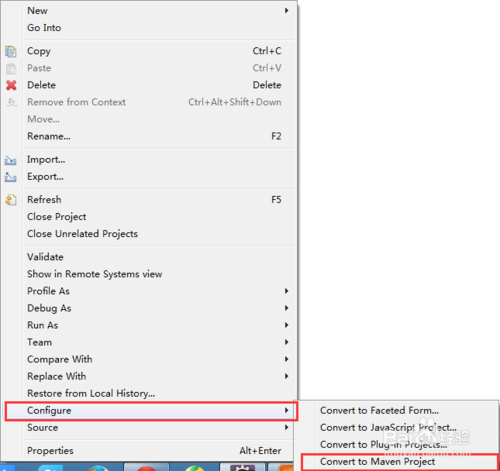 New
Go Into
Copy Ctrl+C
Paste Ctrl+V
Delete Delete
Remove from Context Ctrl+Alt+Shift+Down
Move...
Rename... F2
Import...
Export...
Refresh F5
Close Project
Close Unrelated Projects
Validate
Show in Remote Systems view
Profile As
Debug As
Run As
Team
Compare With
Replace With
Restore from Local History...
Configure
Source
Properties Alt+Enter
Convert to Faceted Form...
Convert to JavaScript Project...
Convert to Plug-in Projects...
Convert to Maven Project